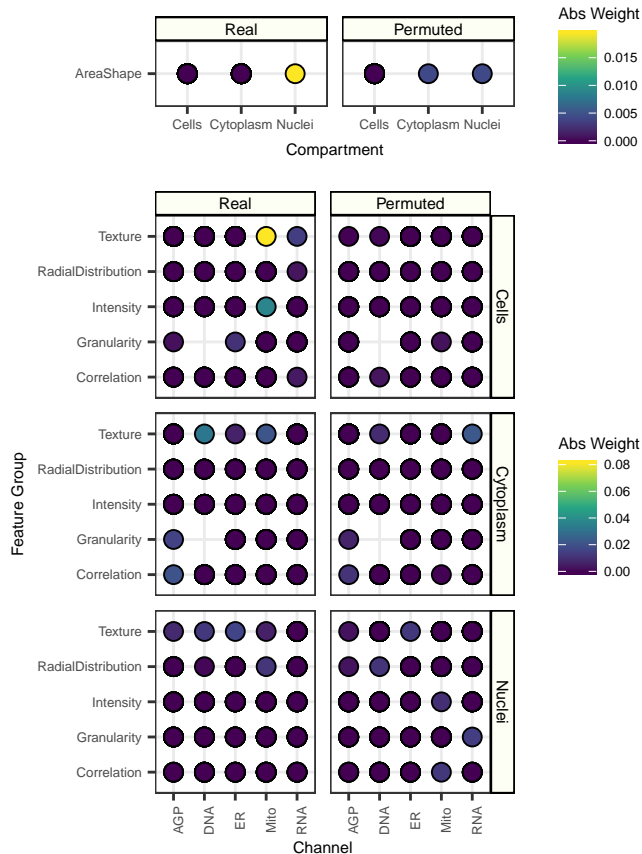 Abs Weight
Real Permuted
AreaShape
0.015
0.010
0.005
0.000
Cells Cytoplasm Nuclei Cells Cytoplasm Nuclei
Compartment
Real Permuted
Texture
RadialDistribution
Intensity
Granularity
Correlation
Cells
Texture
RadialDistribution
Intensity
Granularity
Correlation
Cytoplasm
Feature Group
Abs Weight
0.08
0.06
0.04
0.02
0.00
Texture
RadialDistribution
Intensity
Granularity
Correlation
Nuclei
AGP DNA ER Mito RNA AGP DNA ER Mito RNA
Channel